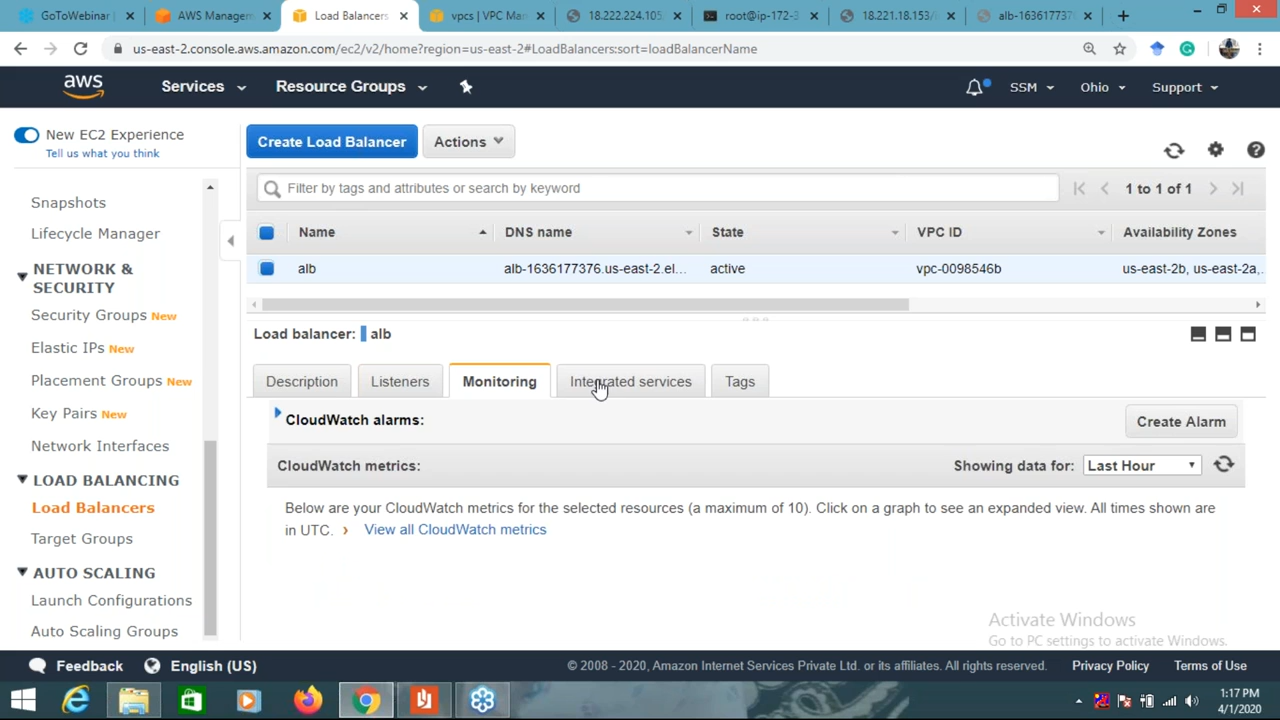 GoToWebinar
AWS Managem
Load Balancers
vpcs | VPC Man
18.222.224.105
root@ip-172-3
18.221.18.153/
alb-1636177376
us-east-2.console.aws.amazon.com/ec2/v2/home?region=us-east-2#LoadBalancers:sort=loadBalancerName
aws
Services
Resource Groups
SSM
Ohio
Support
New EC2 Experience
Tell us what you think
Create Load Balancer
Actions
Filter by tags and attributes or search by keyword
1 to 1 of 1
Name
DNS name
State
VPC ID
Availability Zones
alb
alb-1636177376.us-east-2.el...
active
vpc-0098546b
us-east-2b, us-east-2a,
Snapshots
Lifecycle Manager
NETWORK &
SECURITY
Security Groups New
Elastic IPs New
Placement Groups New
Key Pairs New
Network Interfaces
LOAD BALANCING
Load Balancers
Target Groups
AUTO SCALING
Launch Configurations
Auto Scaling Groups
Load balancer: alb
Description
Listeners
Monitoring
Integrated services
Tags
CloudWatch alarms:
Create Alarm
CloudWatch metrics:
Showing data for:
Last Hour
Below are your CloudWatch metrics for the selected resources (a maximum of 10). Click on a graph to see an expanded view. All times shown are
in UTC. › View all CloudWatch metrics
Activate Windows
Go to PC settings to activate Windows.
Feedback
English (US)
© 2008 - 2020, Amazon Internet Services Private Ltd. or its affiliates. All rights reserved.
Privacy Policy
Terms of Use
1:17 PM
4/1/2020